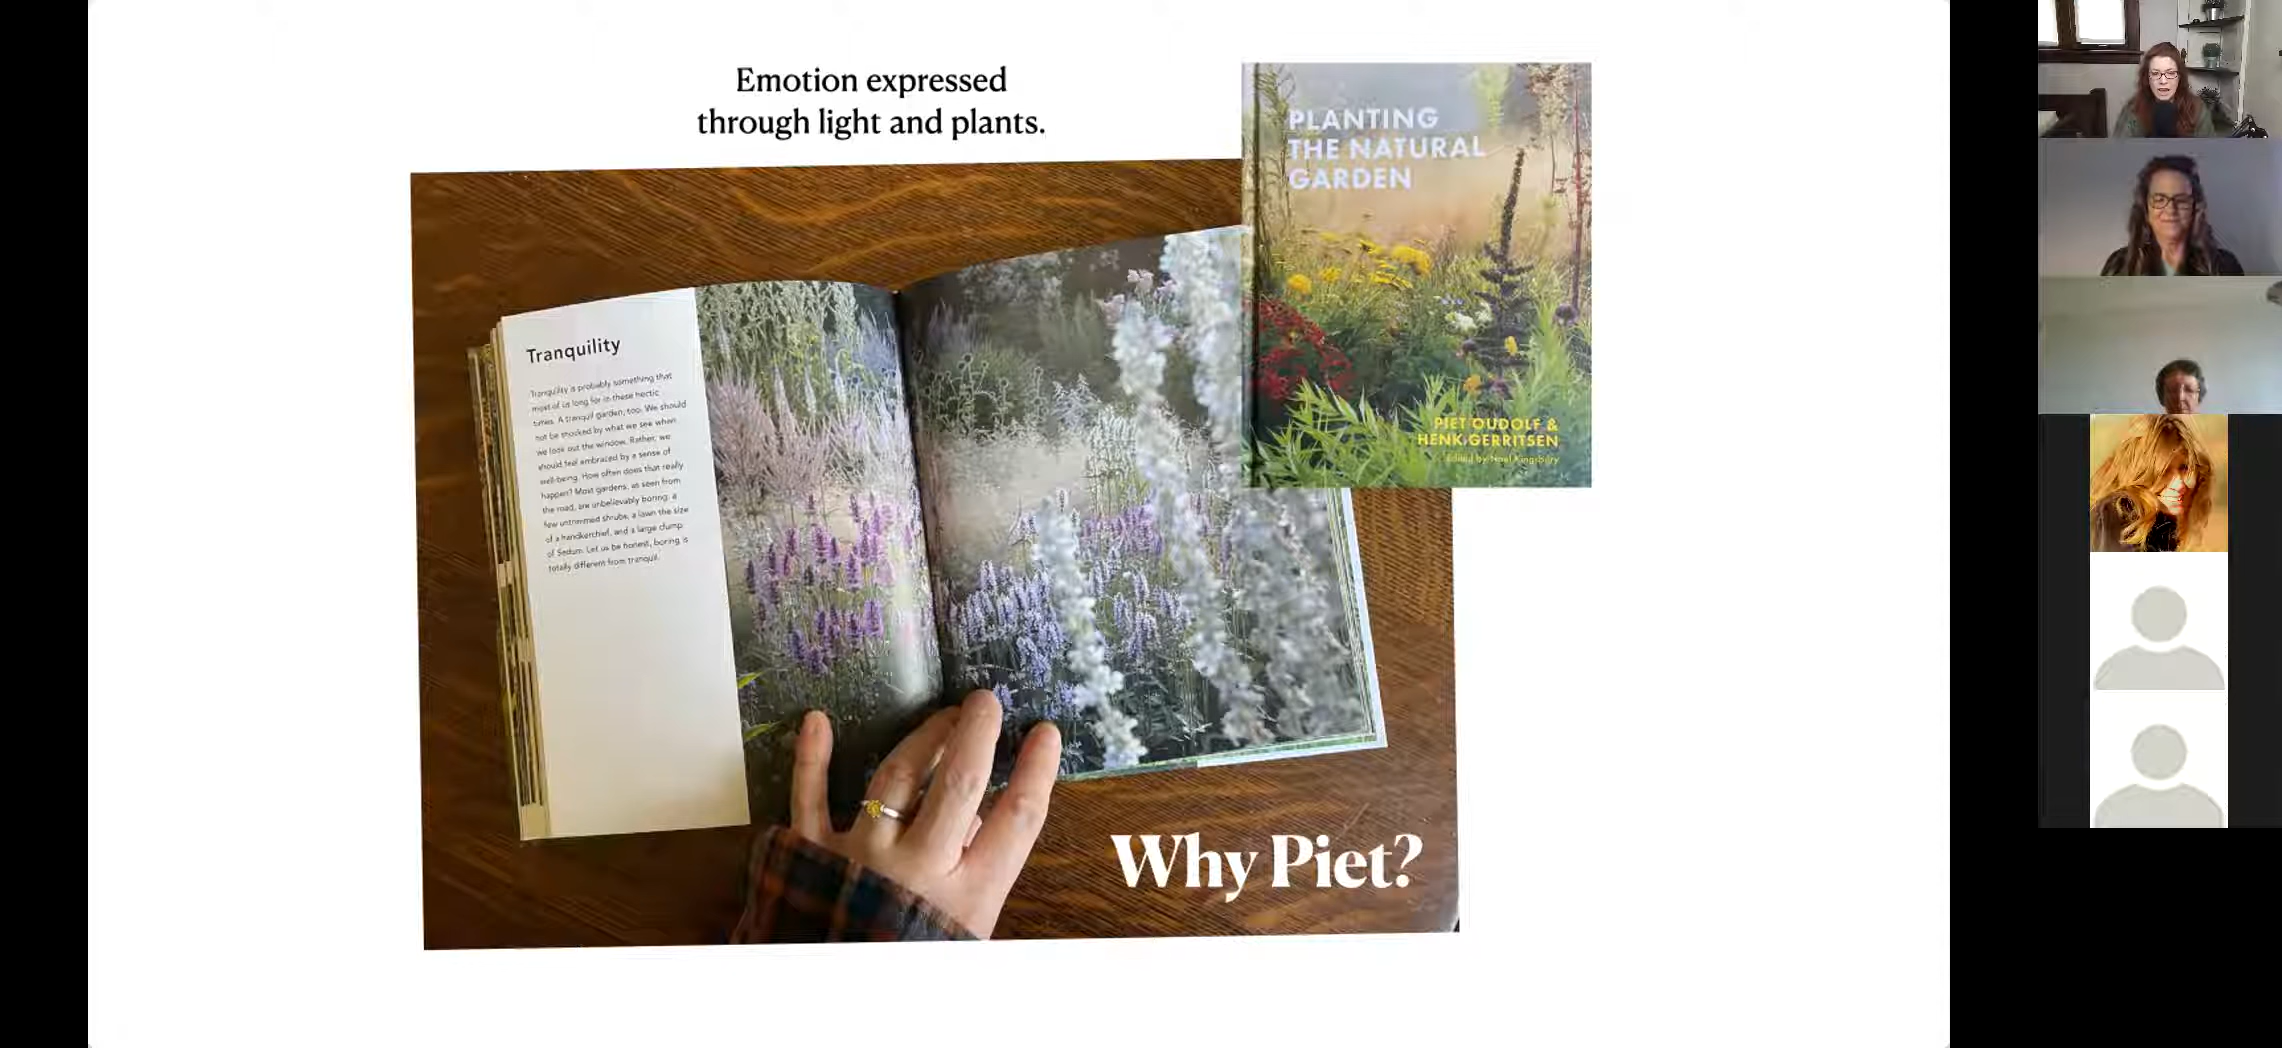 Emotion expressed
through light and plants.
PLANTING
THE NATURAL
GARDEN
PIET OUDOLF &
HENK GERRITSEN
Edited by Noel Kingsbury
Tranquility
Tranquility is probably something that
most of us long for in these hectic
times. A tranquil garden, too. We should
not be shocked by what we see when
we look out the window. Rather, we
should feel embraced by a sense of
well-being. How often does that really
happen? Most gardens, as seen from
the road, are unbelievably boring: a
few untrimmed shrubs, a lawn the size
of a handkerchief, and a large clump
of Sedum. Let us be honest, boring is
totally different from tranquil.
Why Piet?